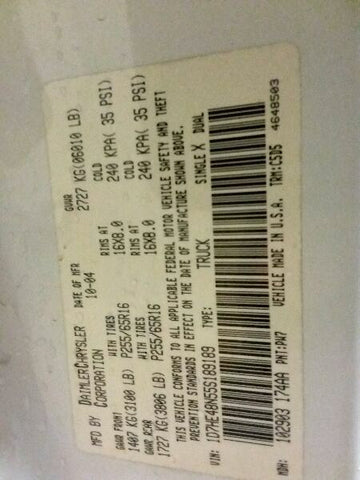 MFD BY DAIMLERCHRYSLER CORPORATION DATE OF MFR 10-04 GVWR 2727 KG(06010 LB)
GAWR FRONT WITH TIRES RIMS AT COLD
1407 KG(3100 LB) P255/65R16 16X8.0 240 KPA( 35 PSI)
GAWR REAR WITH TIRES RIMS AT COLD
1727 KG(3806 LB) P255/65R16 16X8.0 240 KPA( 35 PSI)
THIS VEHICLE CONFORMS TO ALL APPLICABLE FEDERAL MOTOR VEHICLE SAFETY AND THEFT
PREVENTION STANDARDS IN EFFECT ON THE DATE OF MANUFACTURE SHOWN ABOVE.
VIN: 1D7HE48N55S189189 TYPE: TRUCK SINGLE X DUAL
MDH: 102903 174AA PNT:PW7 VEHICLE MADE IN U.S.A. TRM:C5D5 4648503